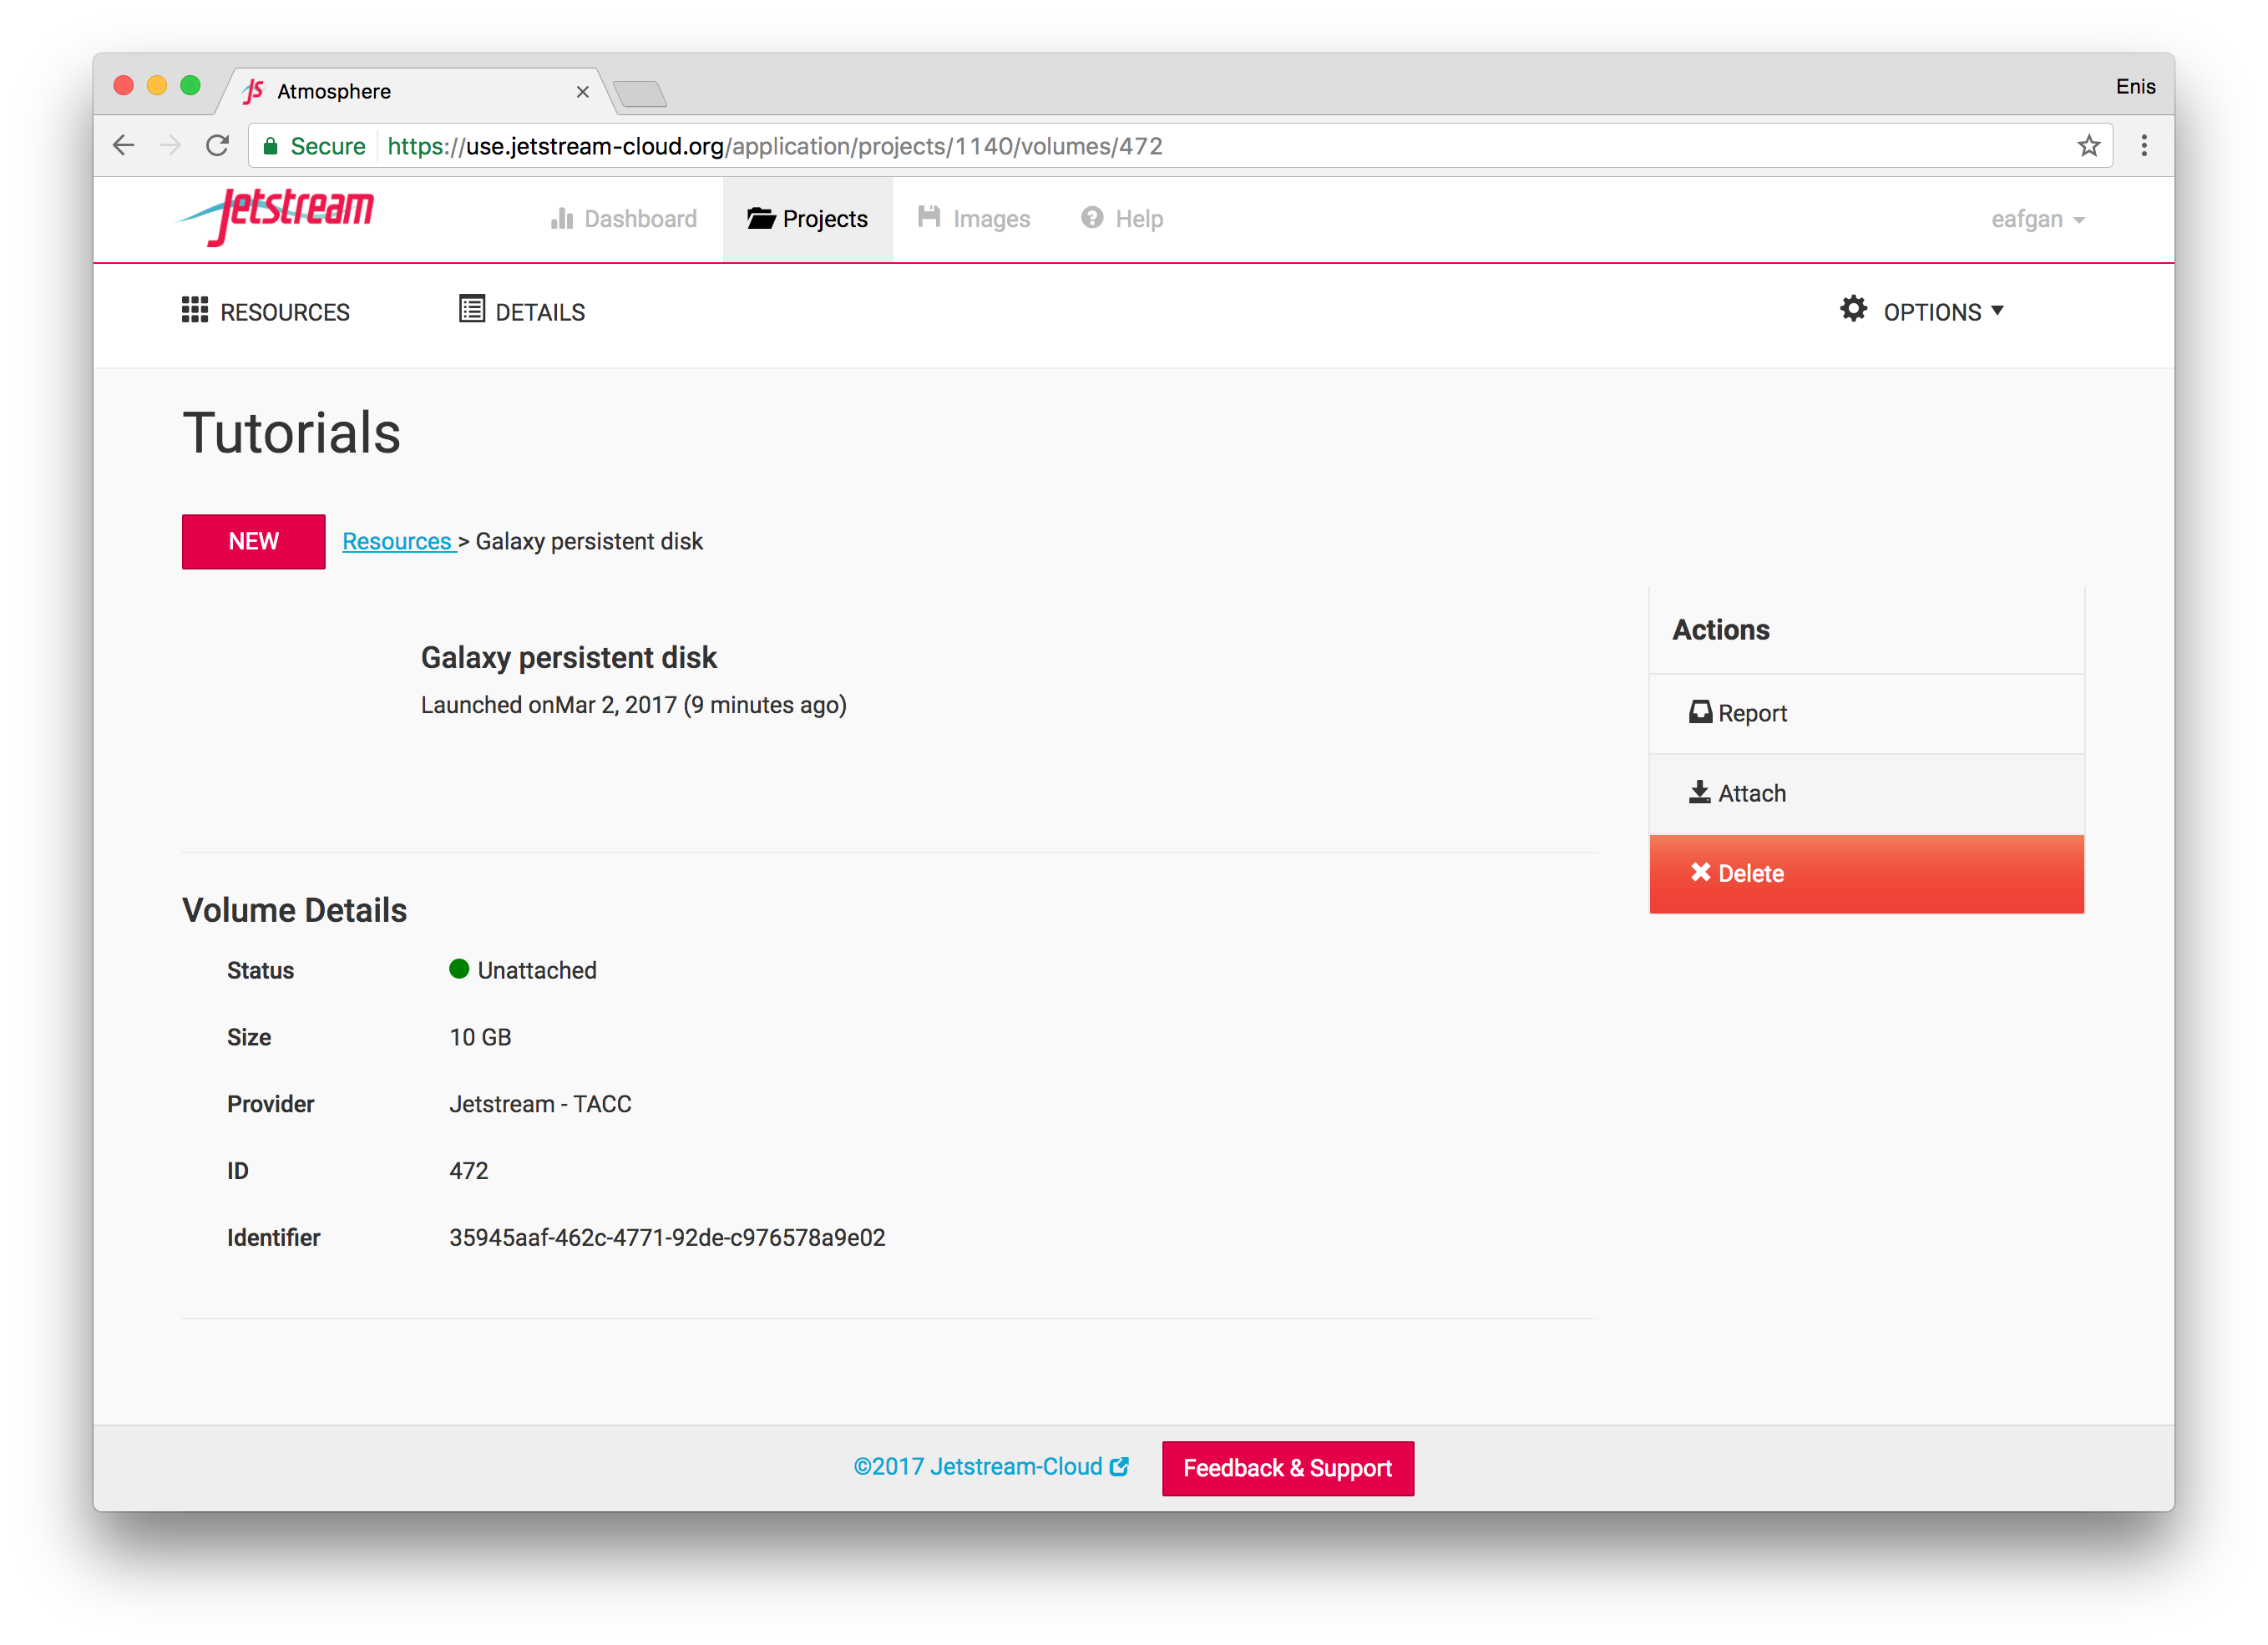 Atmosphere
Enis
Secure https://use.jetstream-cloud.org/application/projects/1140/volumes/472
Jetstream Dashboard Projects Images Help eafgan
RESOURCES DETAILS OPTIONS
Tutorials
NEW Resources > Galaxy persistent disk
Galaxy persistent disk
Launched onMar 2, 2017 (9 minutes ago)
Actions
Report
Attach
Delete
Volume Details
Status Unattached
Size 10 GB
Provider Jetstream - TACC
ID 472
Identifier 35945aaf-462c-4771-92de-c976578a9e02
©2017 Jetstream-Cloud Feedback & Support